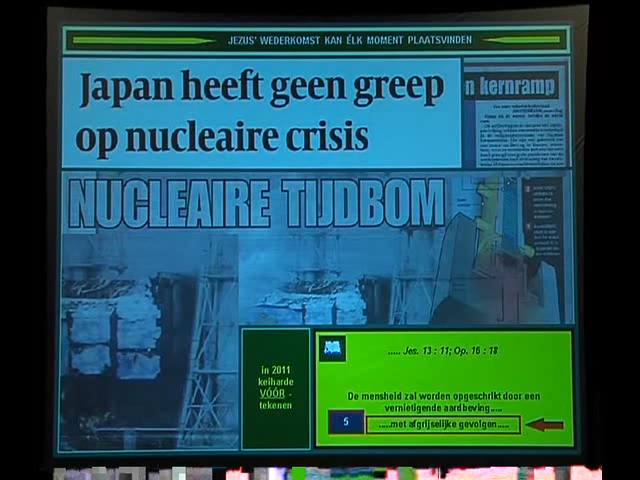 JEZUS' WEDERKOMST KAN ÉLK MOMENT PLAATSVINDEN
Japan heeft geen greep
op nucleaire crisis
n kernramp
NUCLEAIRE TIJDBOM
in 2011
keiharde
VÓÓR -
tekenen
..... Jes. 13 : 11; Op. 16 : 18
De mensheid zal worden opgeschrikt door een
vernietigende aardbeving....
5
.....met afgrijselijke gevolgen.....